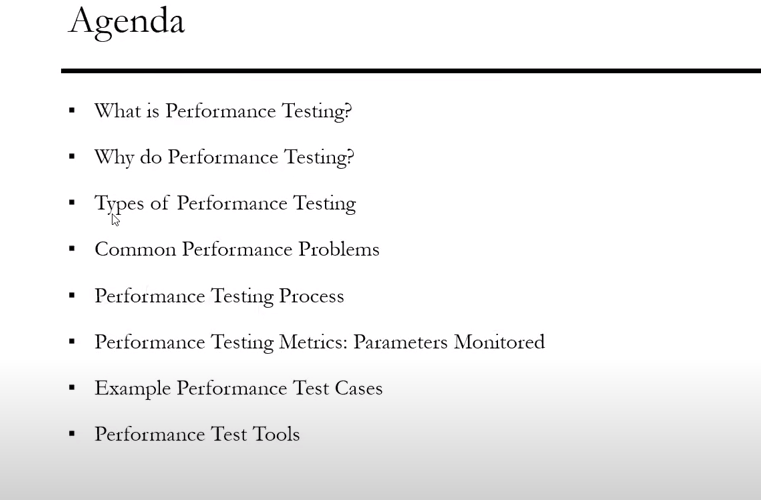 Agenda
What is Performance Testing?
Why do Performance Testing?
Types of Performance Testing
Common Performance Problems
Performance Testing Process
Performance Testing Metrics: Parameters Monitored
Example Performance Test Cases
Performance Test Tools